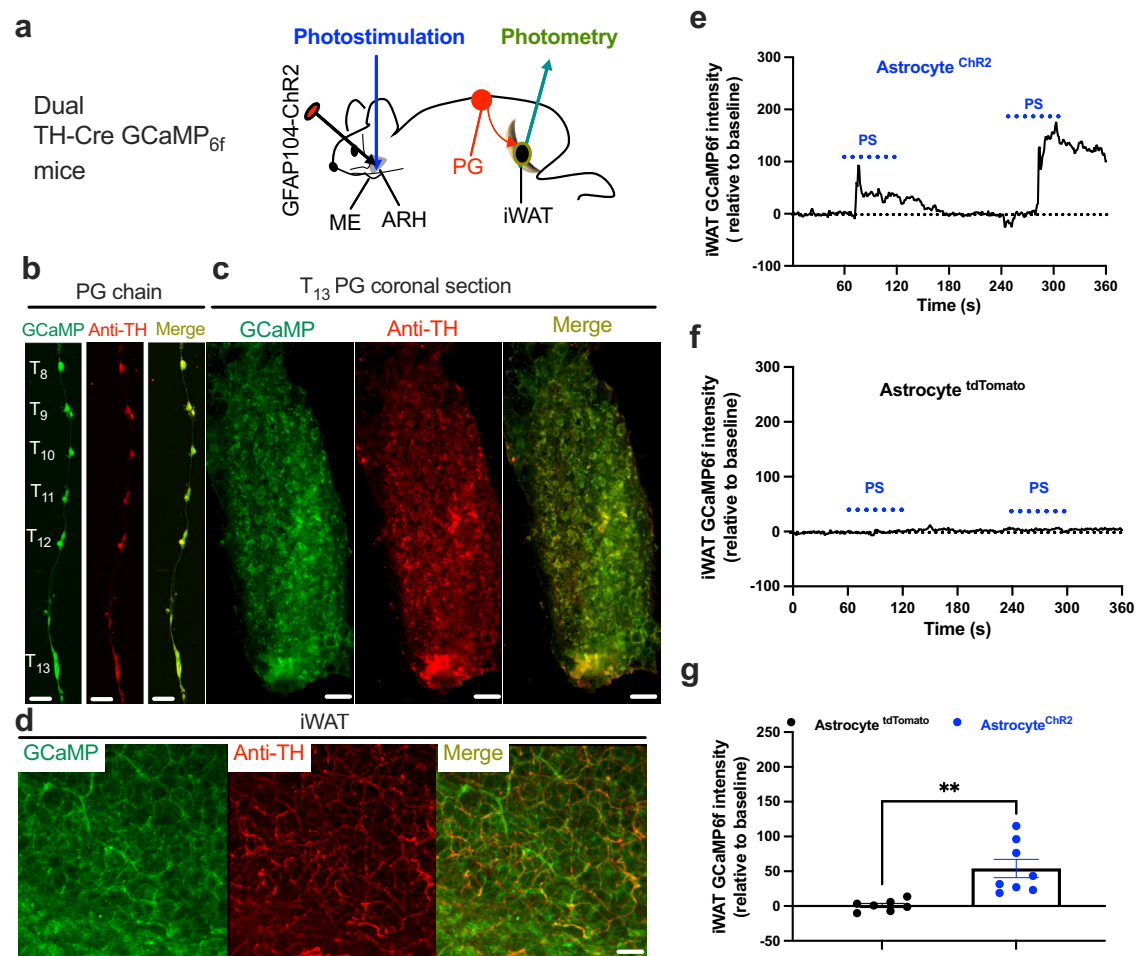 a
Dual
TH-Cre GCaMP6f
mice
Photostimulation
Photometry
GFAP104-ChR2
PG
ME
ARH
iWAT
b
PG chain
GCaMP Anti-TH Merge
T8
T9
T10
T11
T12
T13
c
T13 PG coronal section
GCaMP
Anti-TH
Merge
d
iWAT
GCaMP
Anti-TH
Merge
e
Astrocyte ChR2
PS
PS
iWAT GCaMP6f intensity
( relative to baseline)
300
200
100
0
-100
60 120 180 240 300 360
Time (s)
f
Astrocyte tdTomato
PS
PS
iWAT GCaMP6f intensity
(relative to baseline)
300
200
100
0
-100
0 60 120 180 240 300 360
Time (s)
g
Astrocyte tdTomato
AstrocyteChR2
**
iWAT GCaMP6f intensity
(relative to baseline)
250
200
150
100
50
0
-50